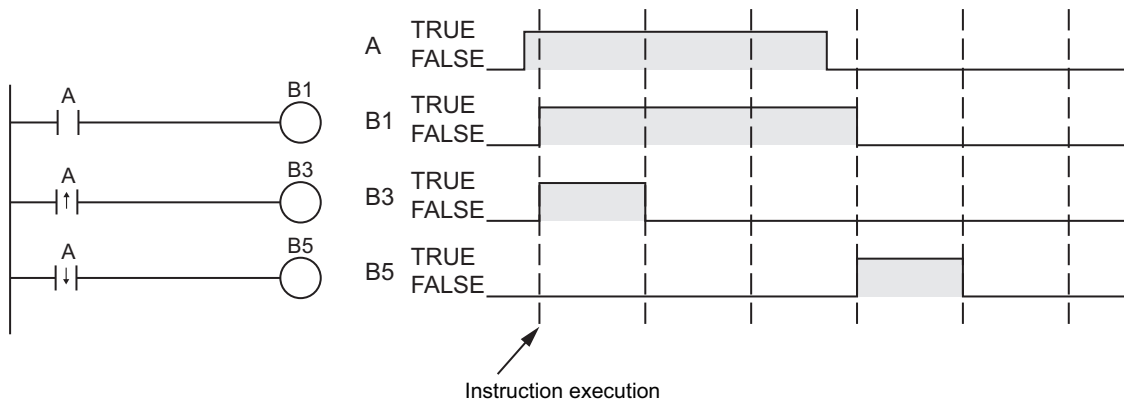 A
B1
A
↑
B3
A
↓
B5
A
TRUE
FALSE
B1
TRUE
FALSE
B3
TRUE
FALSE
B5
TRUE
FALSE
Instruction execution